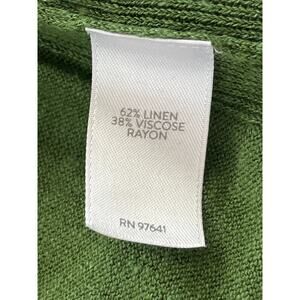 62% LINEN
38% VISCOSE
RAYON
RN 97641